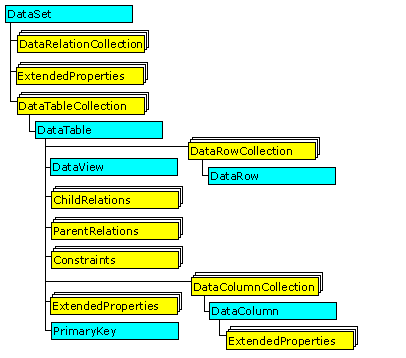 DataSet
DataRelationCollection
ExtendedProperties
DataTableCollection
DataTable
DataRowCollection
DataView
DataRow
ChildRelations
ParentRelations
Constraints
DataColumnCollection
ExtendedProperties
DataColumn
PrimaryKey
ExtendedProperties